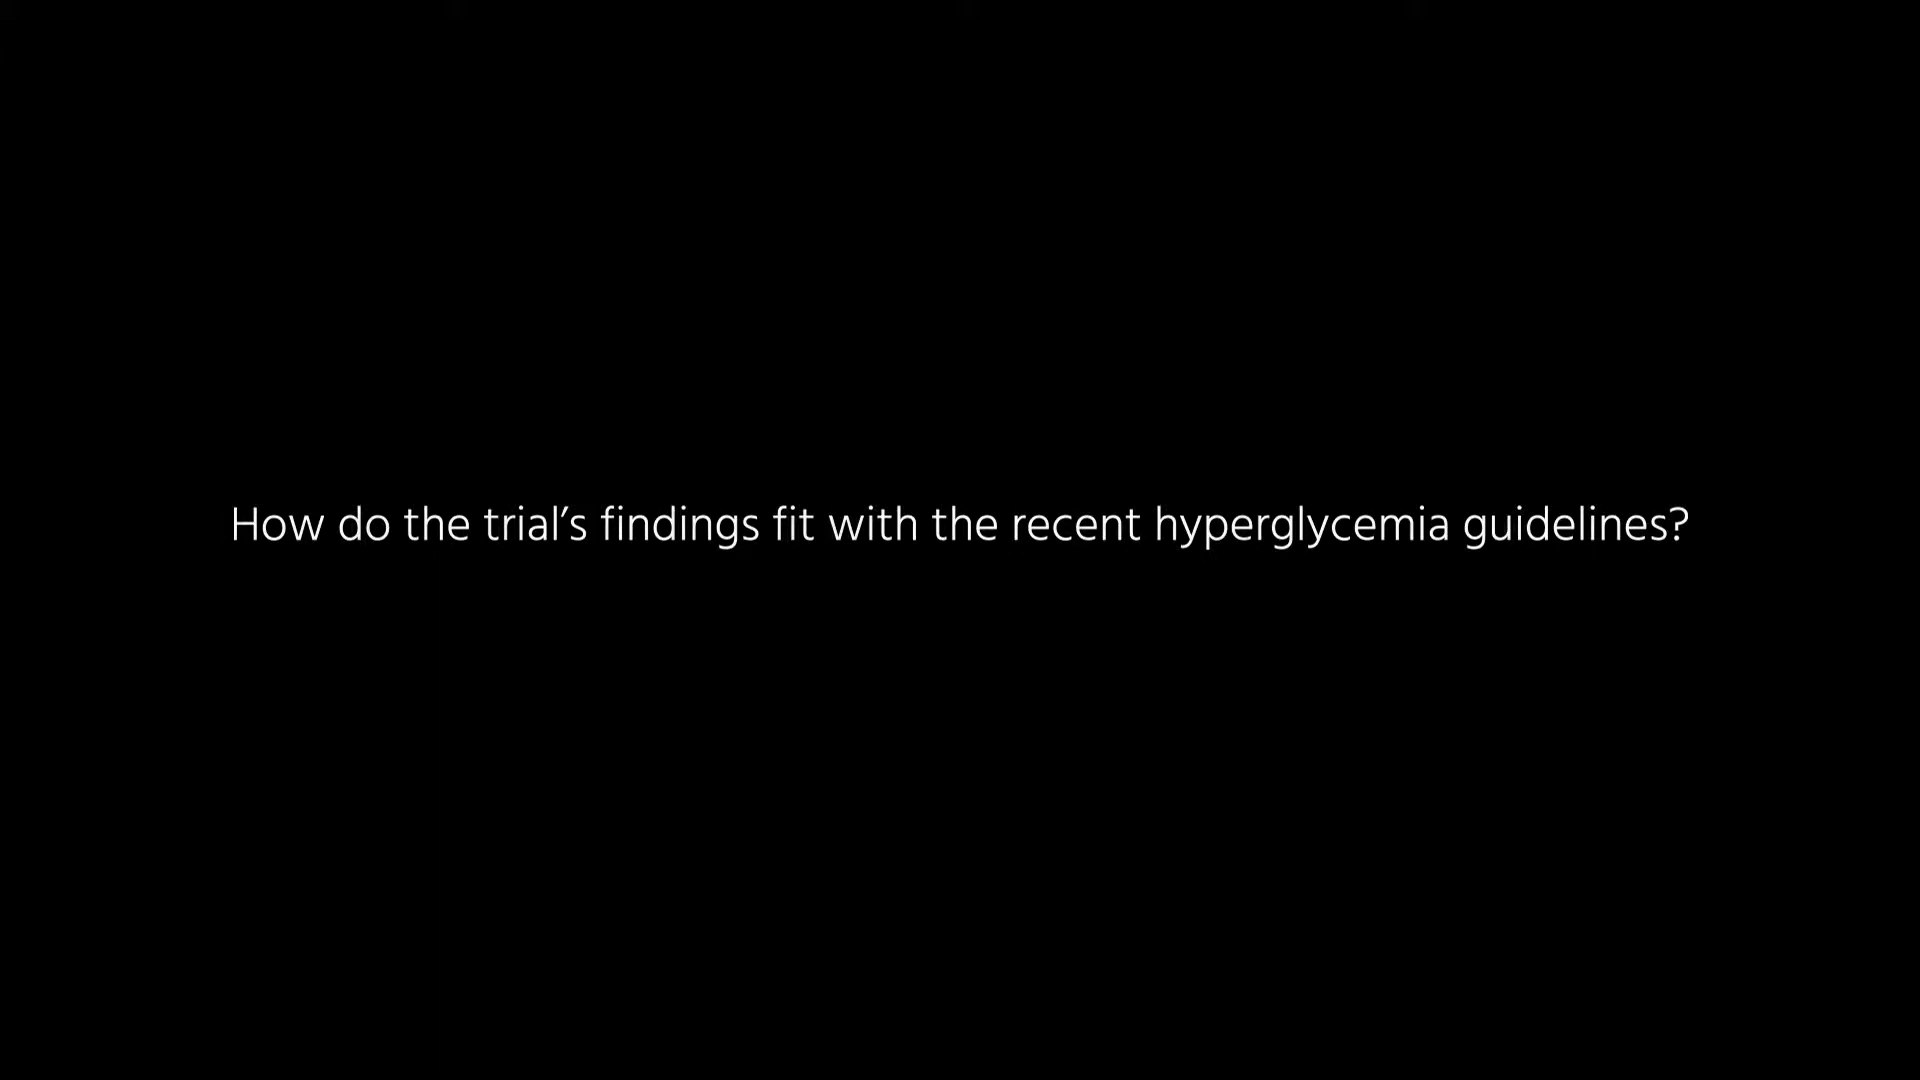 How do the trial’s findings fit with the recent hyperglycemia guidelines?